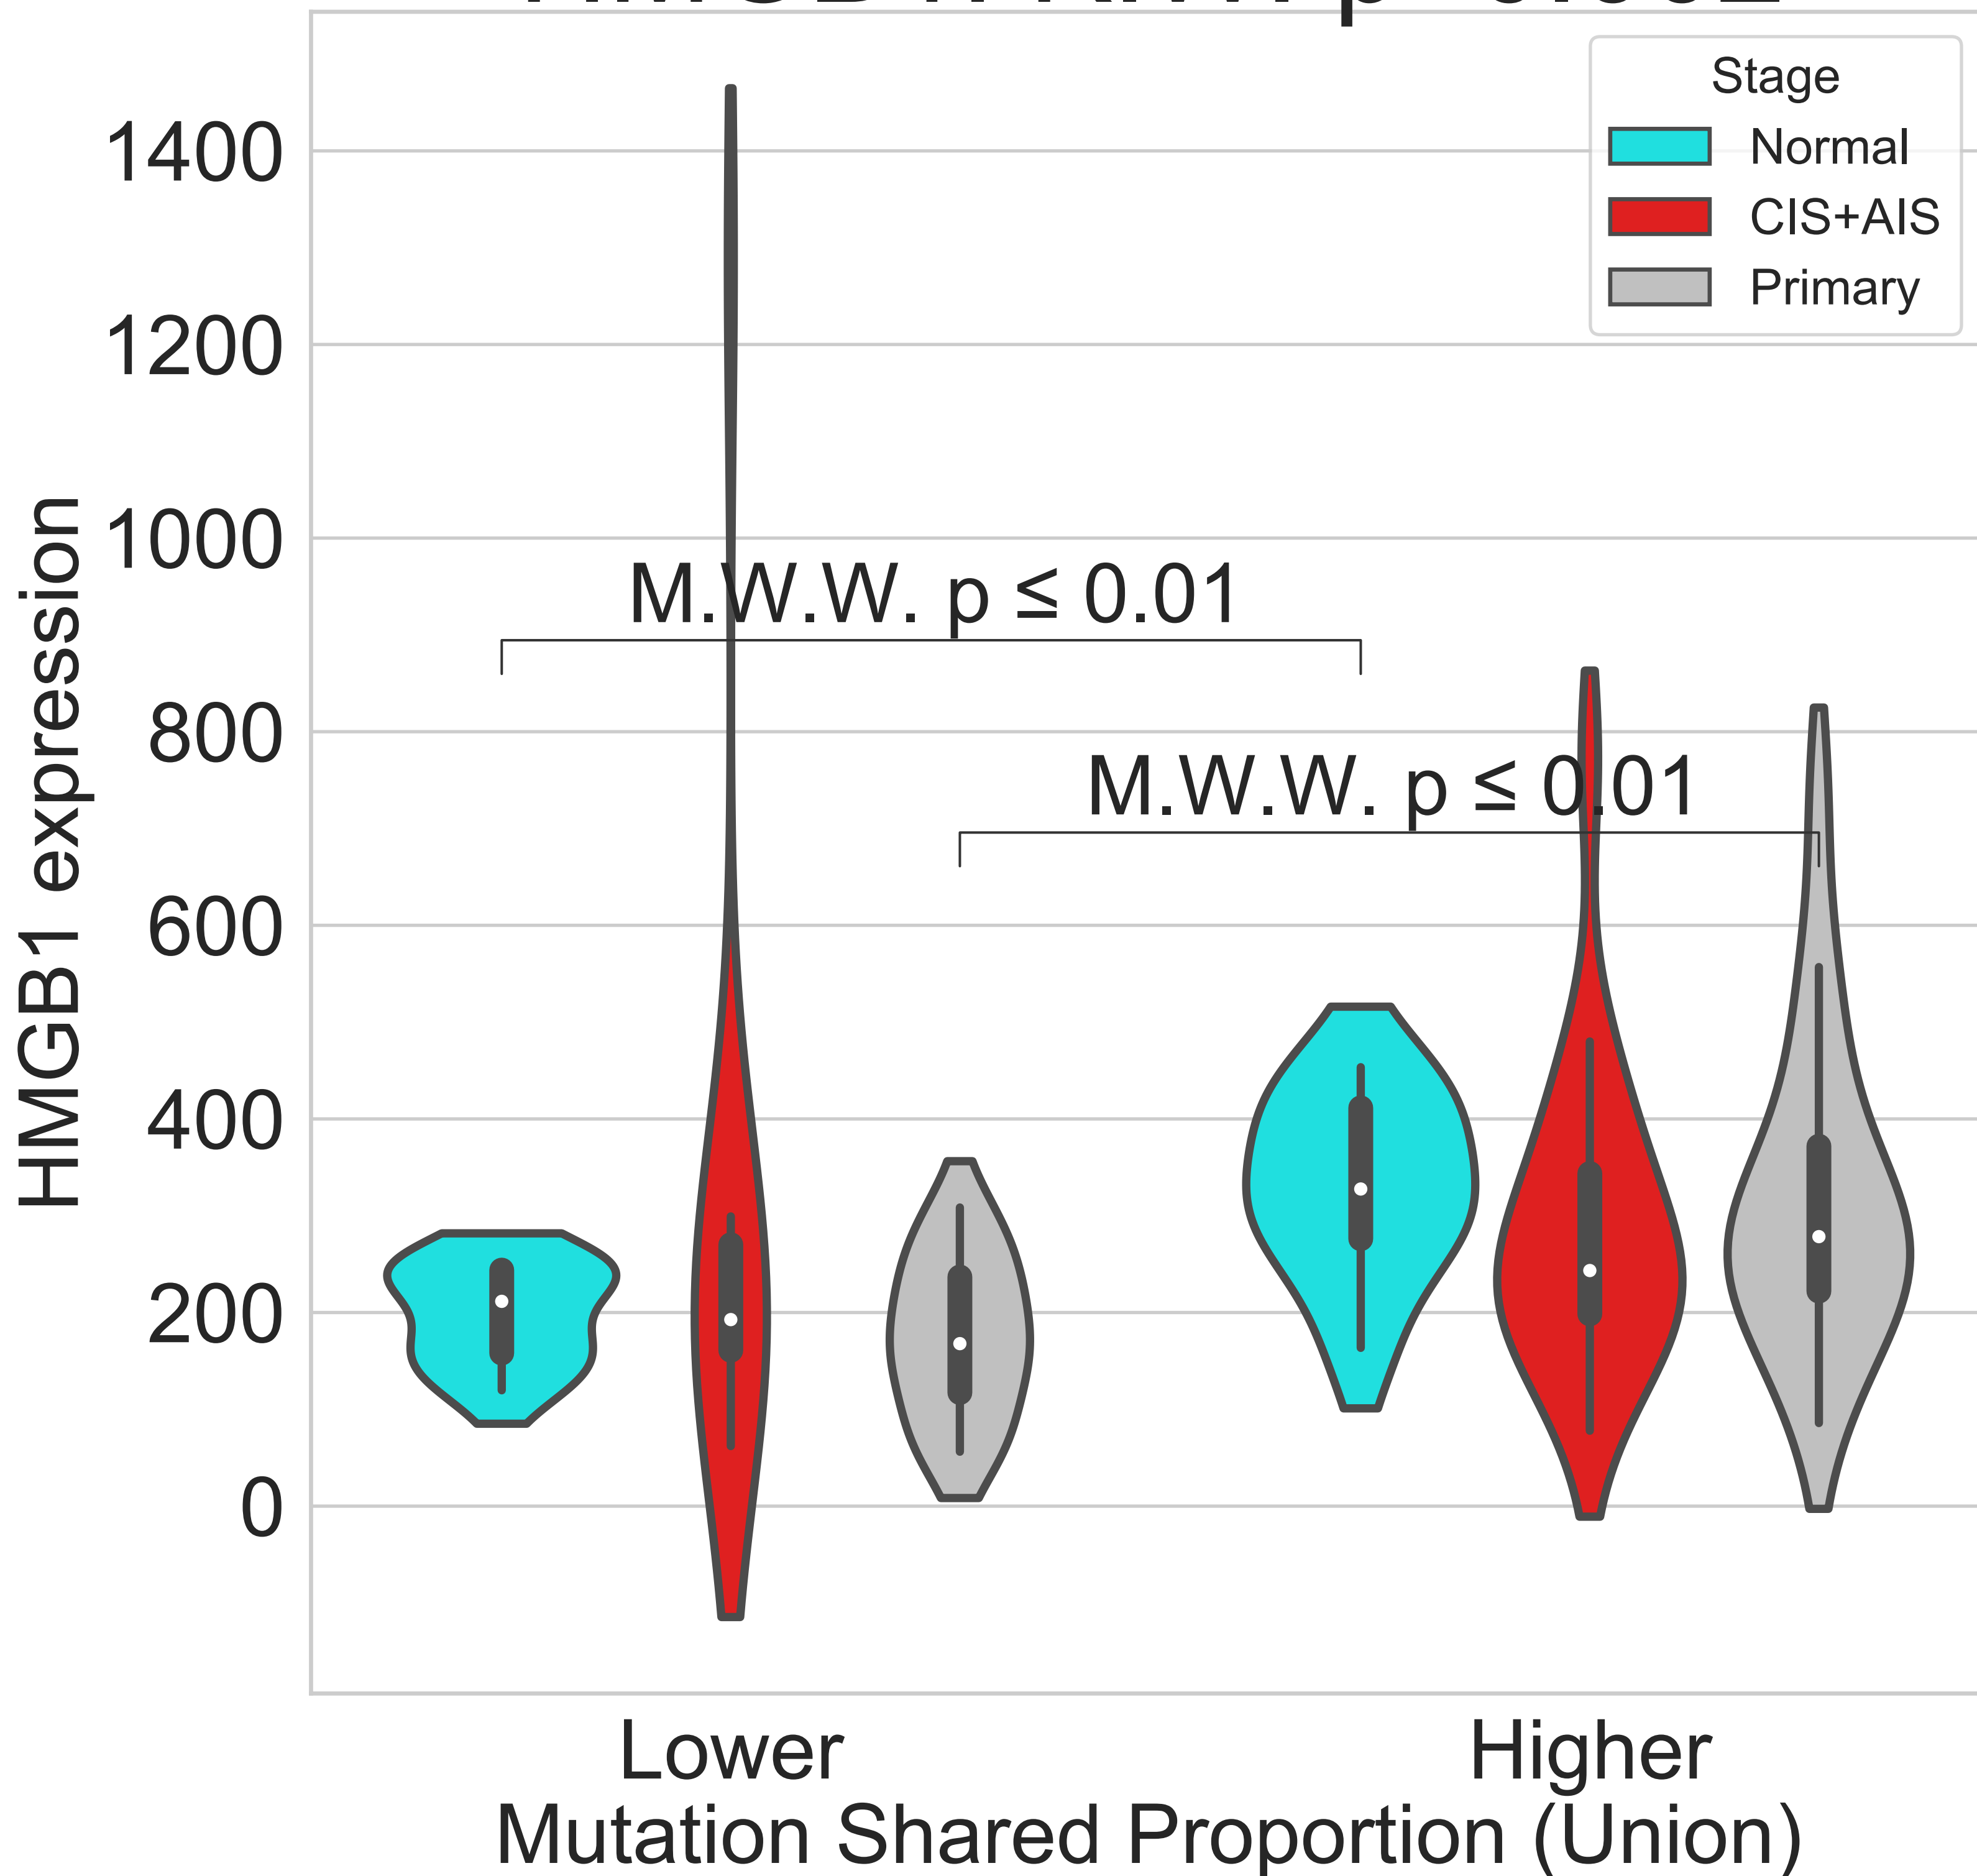 Stage
Normal
CIS+AIS
Primary
1400
1200
1000
800
600
400
200
0
HMGB1 expression
M.W.W. p ≤ 0.01
M.W.W. p ≤ 0.01
Lower
Higher
Mutation Shared Proportion (Union)